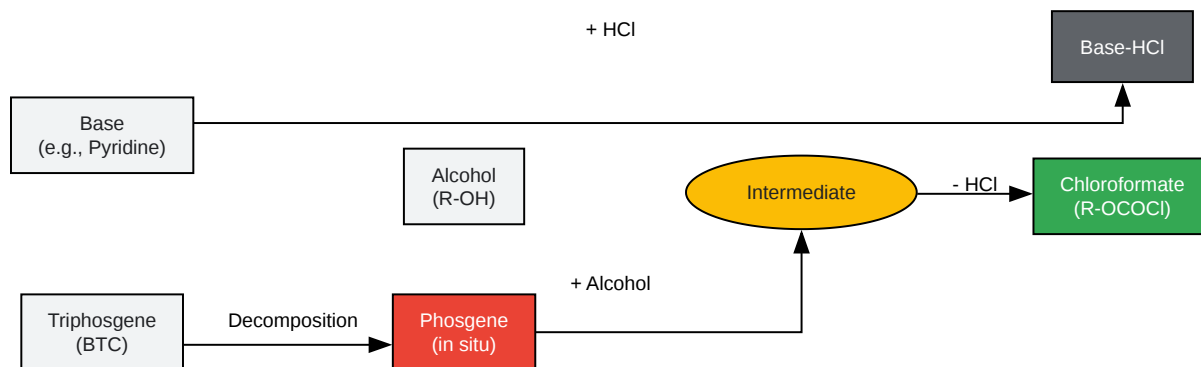 + HCl
Base-HCl
Base
(e.g., Pyridine)
Alcohol
(R-OH)
Intermediate
- HCl
Chloroformate
(R-OCOCl)
+ Alcohol
Triphosgene
(BTC)
Decomposition
Phosgene
(in situ)